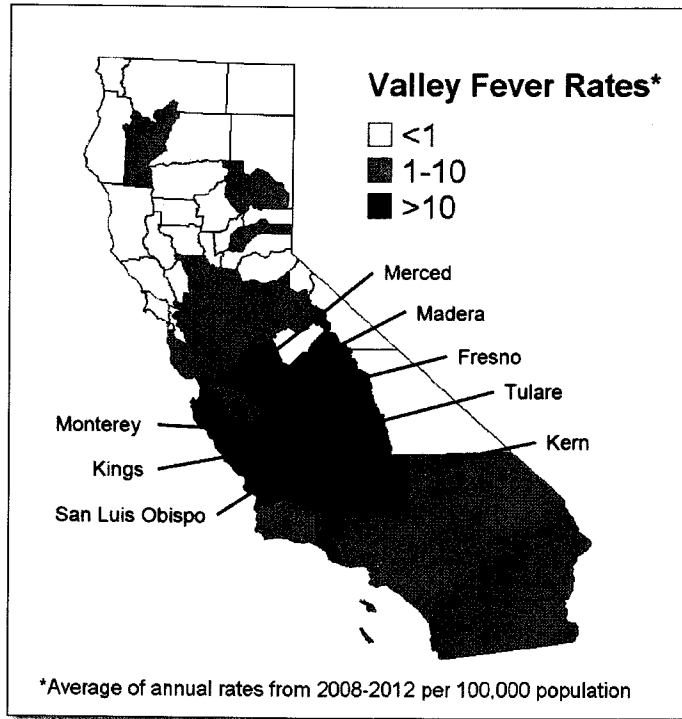 Valley Fever Rates*
<1
1-10
>10
Merced
Madera
Fresno
Tulare
Kern
Monterey
Kings
San Luis Obispo
*Average of annual rates from 2008-2012 per 100,000 population